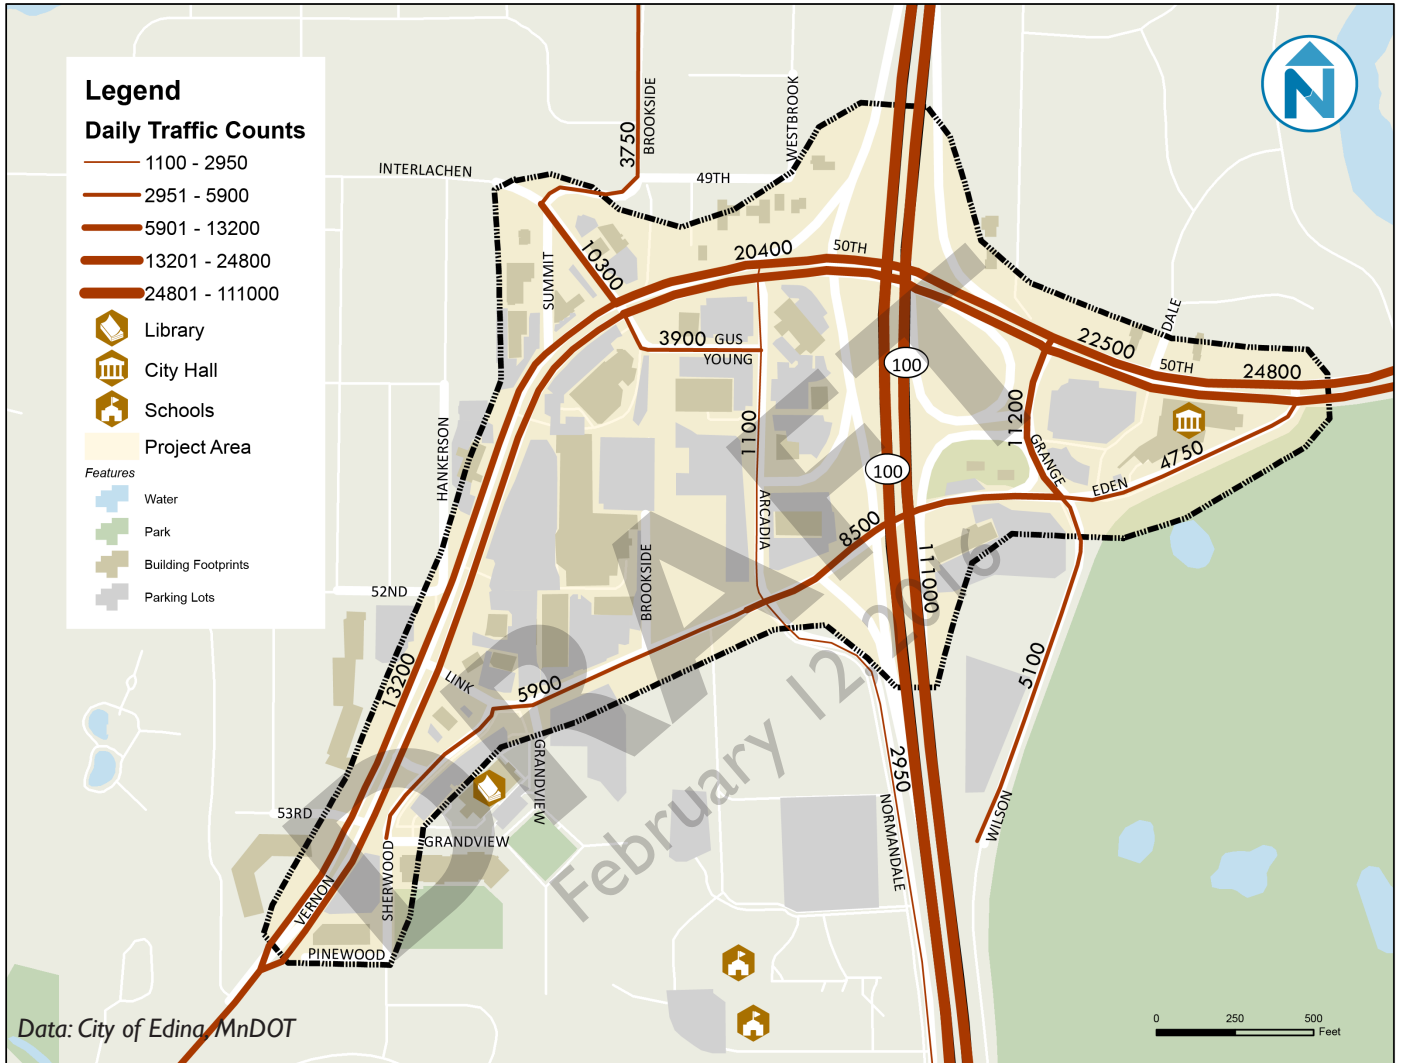 Legend
Daily Traffic Counts
1100 - 2950
2951 - 5900
5901 - 13200
13201 - 24800
24801 - 111000
Library
City Hall
Schools
Project Area
Features
Water
Park
Building Footprints
Parking Lots
N
BROOKSIDE
3750
WESTBROOK
INTERLACHEN
49TH
SUMMIT
10300
20400
50TH
3900
GUS
YOUNG
1100
ARCADIA
100
100
22500
DALE
50TH
24800
11200
GRANGE
EDEN
4750
HANKERSON
8500
111000
BROOKSIDE
52ND
13200
LINK
5900
5100
GRANDVIEW
53RD
GRANDVIEW
SHERWOOD
VERNON
PINEWOOD
2950
NORMANDALE
WILSON
DRAFT
February 12, 2016
0
250
500
Feet
Data: City of Edina, MnDOT